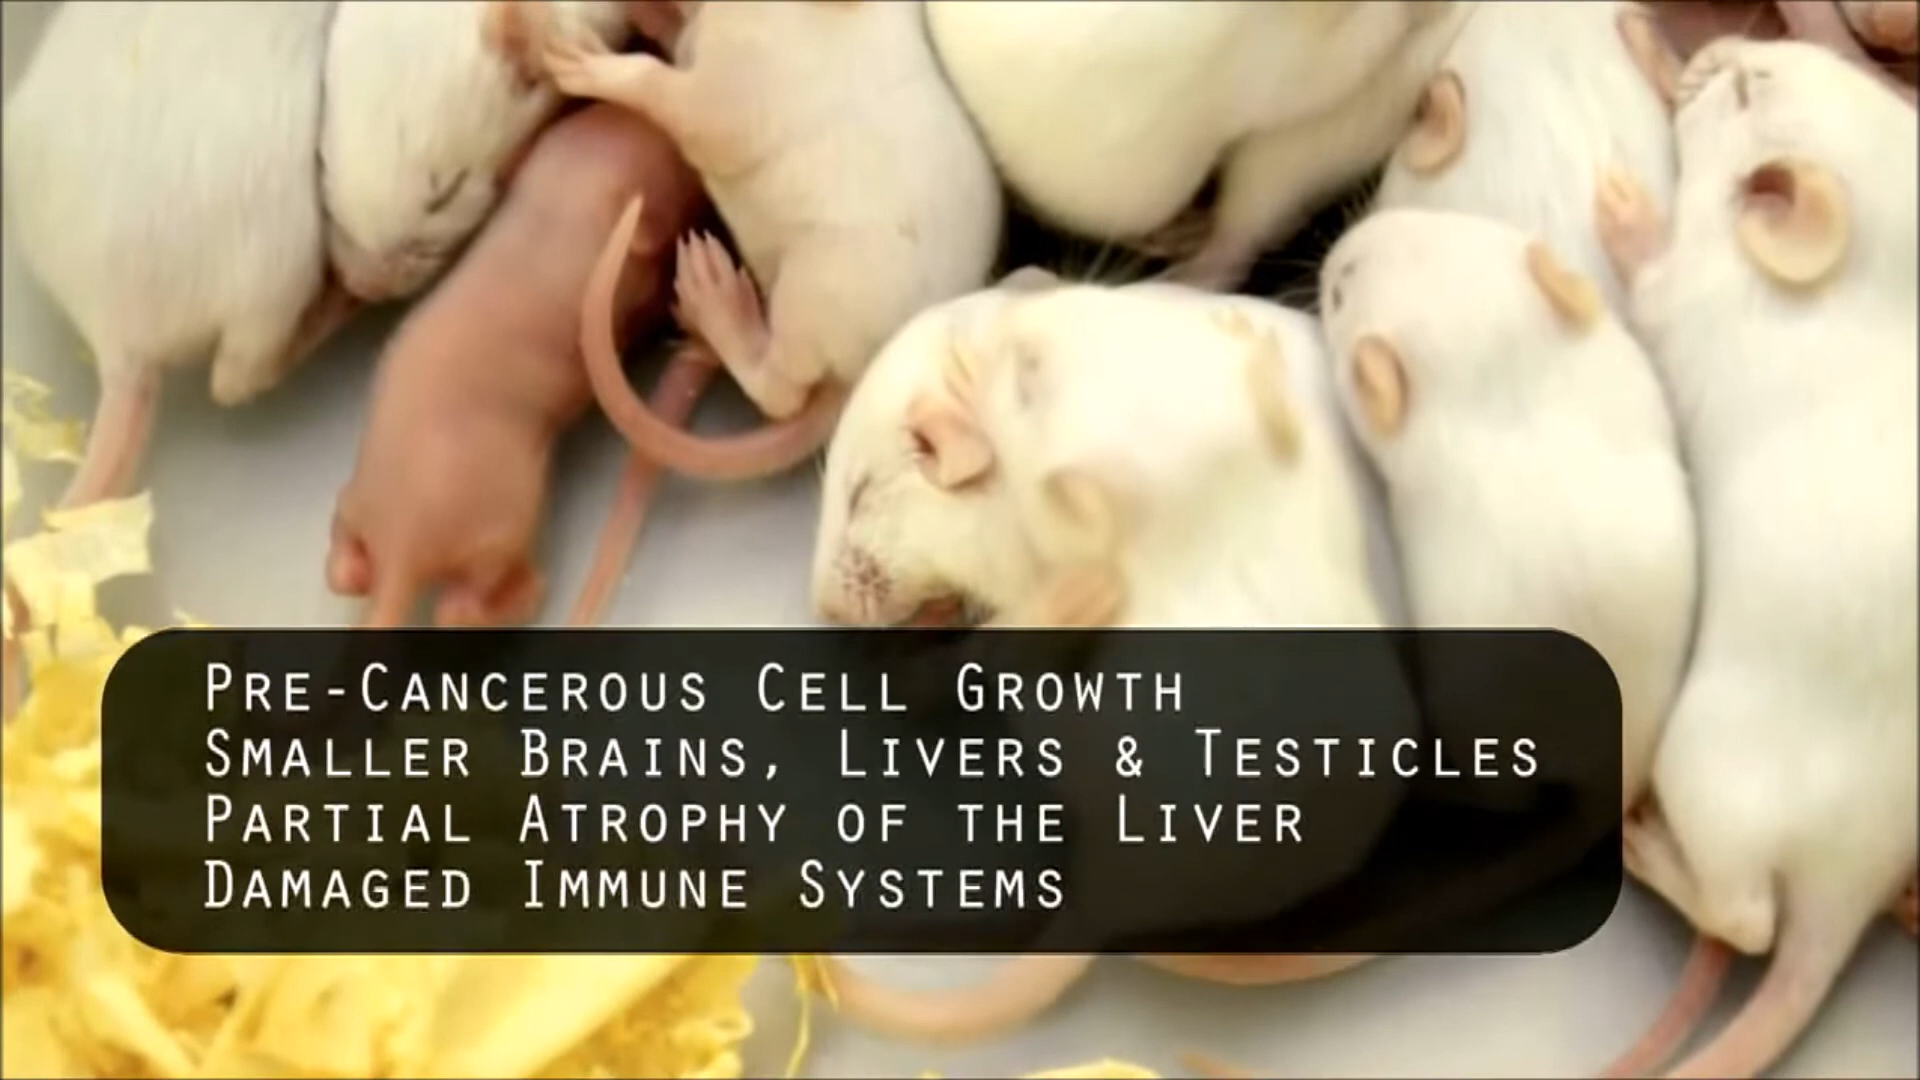 Pre-Cancerous Cell Growth
Smaller Brains, Livers & Testicles
Partial Atrophy of the Liver
Damaged Immune Systems